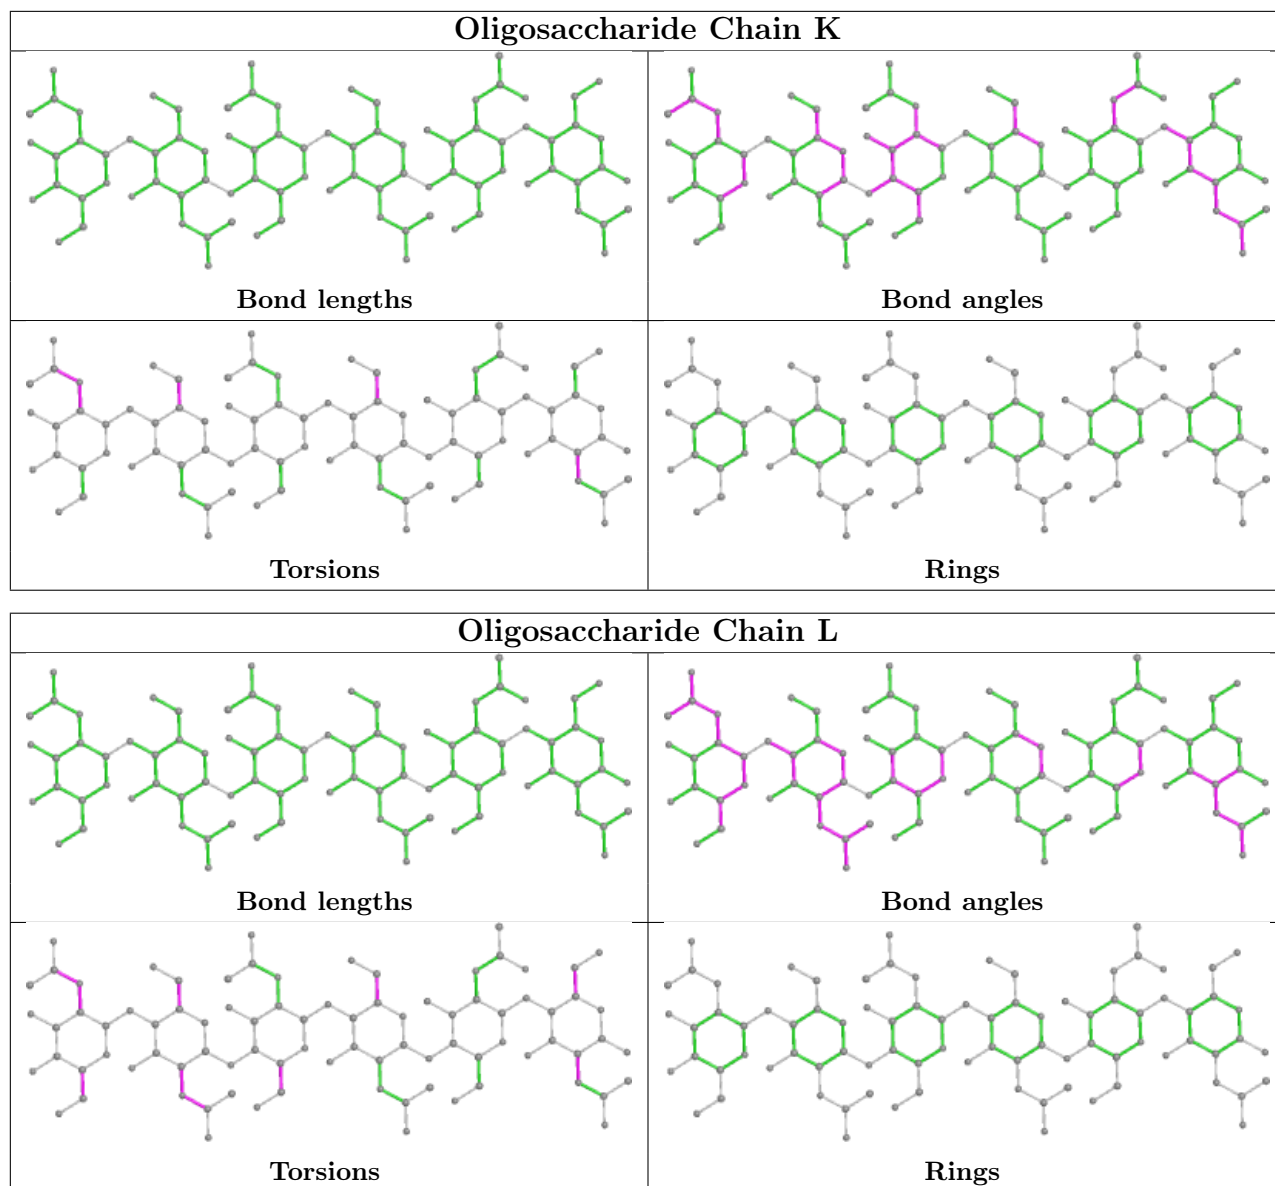 Oligosaccharide Chain K
Bond lengths
Bond angles
Torsions
Rings
Oligosaccharide Chain L
Bond lengths
Bond angles
Torsions
Rings